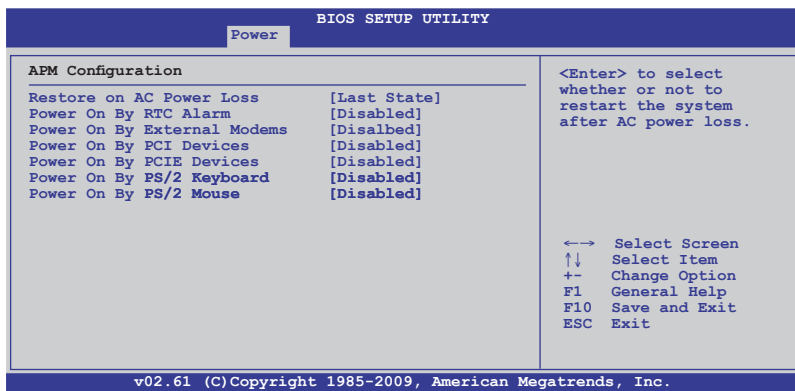 BIOS SETUP UTILITY
Power
APM Configuration
Restore on AC Power Loss [Last State]
Power On By RTC Alarm [Disabled]
Power On By External Modems [Disalbed]
Power On By PCI Devices [Disabled]
Power On By PCIE Devices [Disabled]
Power On By PS/2 Keyboard [Disabled]
Power On By PS/2 Mouse [Disabled]
<Enter> to select
whether or not to
restart the system
after AC power loss.
←→ Select Screen
↑↓ Select Item
+- Change Option
F1 General Help
F10 Save and Exit
ESC Exit
v02.61 (C)Copyright 1985-2009, American Megatrends, Inc.